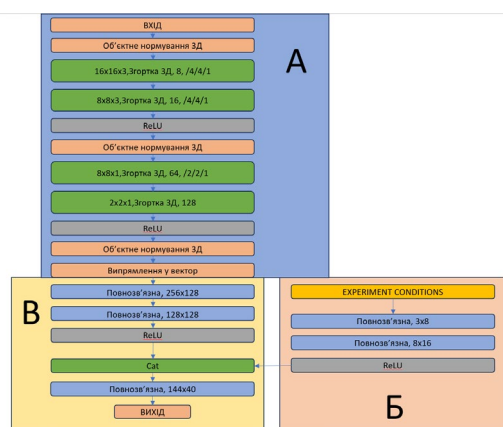 ВХІД
А
Об'єктне нормування 3Д
16x16x3,Згортка 3Д, 8, /4/4/1
8x8x3,Згортка 3Д, 16, /4/4/1
ReLU
Об'єктне нормування 3Д
8x8x1,Згортка 3Д, 64, /2/2/1
2x2x1,Згортка 3Д, 128
ReLU
Об'єктне нормування 3Д
Випрямлення у вектор
В
Повнозв'язна, 256x128
Повнозв'язна, 128x128
ReLU
Cat
Повнозв'язна, 144x40
ВИХІД
EXPERIMENT CONDITIONS
Повнозв'язна, 3x8
Повнозв'язна, 8x16
ReLU
Б